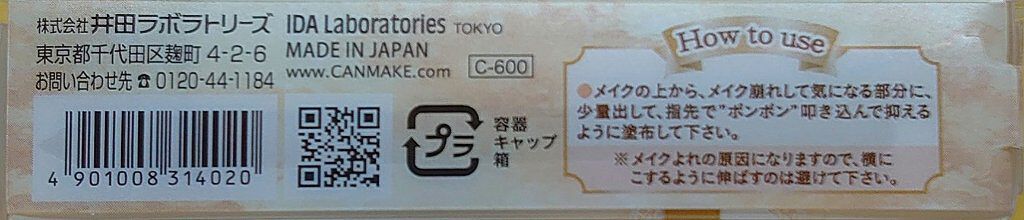 株式会社 井田ラボラトリーズ IDA Laboratories TOKYO
東京都千代田区麹町 4-2-6 MADE IN JAPAN
お問い合わせ先 ☎ 0120-44-1184 www.CANMAKE.com C-600
4 901008 314020
プラ
容器
キャップ
箱
How to use
●メイクの上から、メイク崩れして気になる部分に、
少量出して、指先で"ポンポン"叩き込んで抑える
ように塗布して下さい。
※メイクよれの原因になりますので、横に
こするように伸ばすのは避けて下さい。